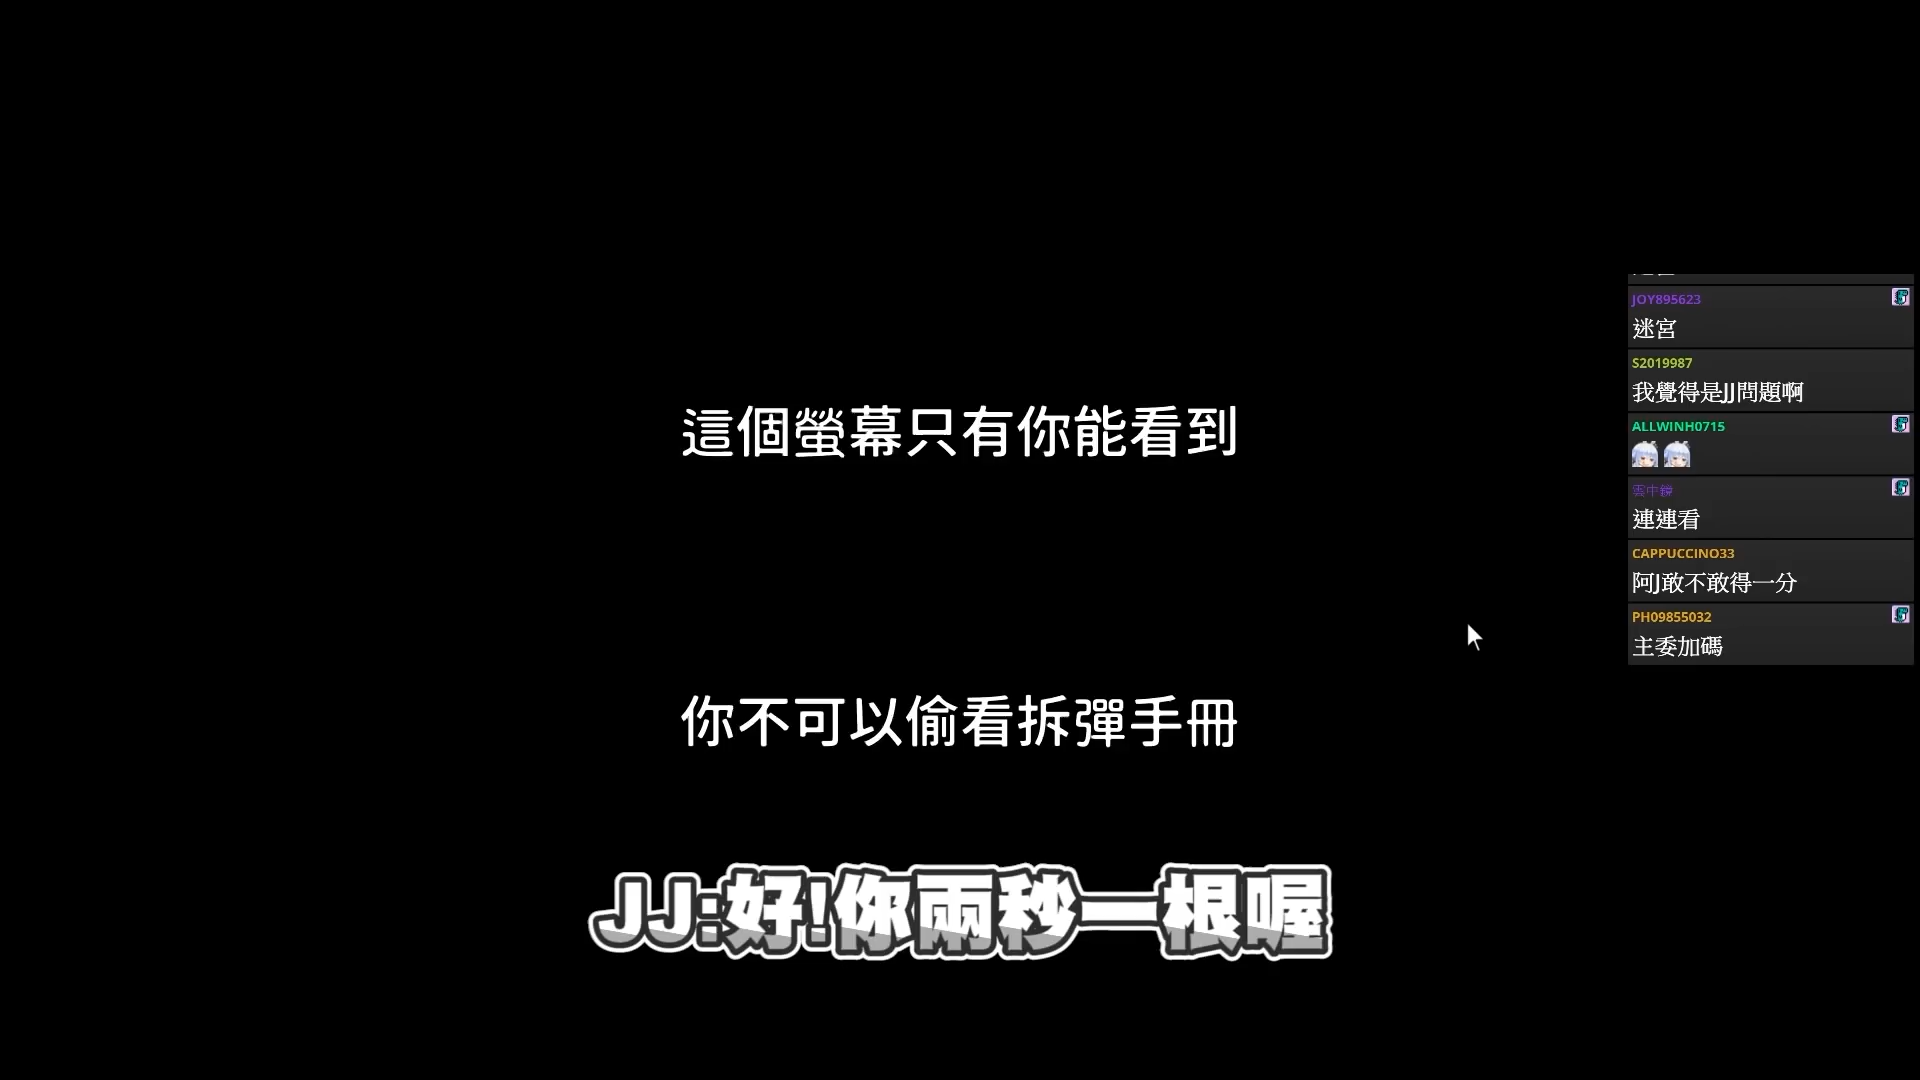 這個螢幕只有你能看到
你不可以偷看拆彈手冊
JJ:好!你兩秒一根喔
JOY895623
迷宮
S2019987
我覺得是JJ問題啊
ALLWINH0715
雲中鏡
連連看
CAPPUCCINO33
阿J敢不敢得一分
PH09855032
主委加碼